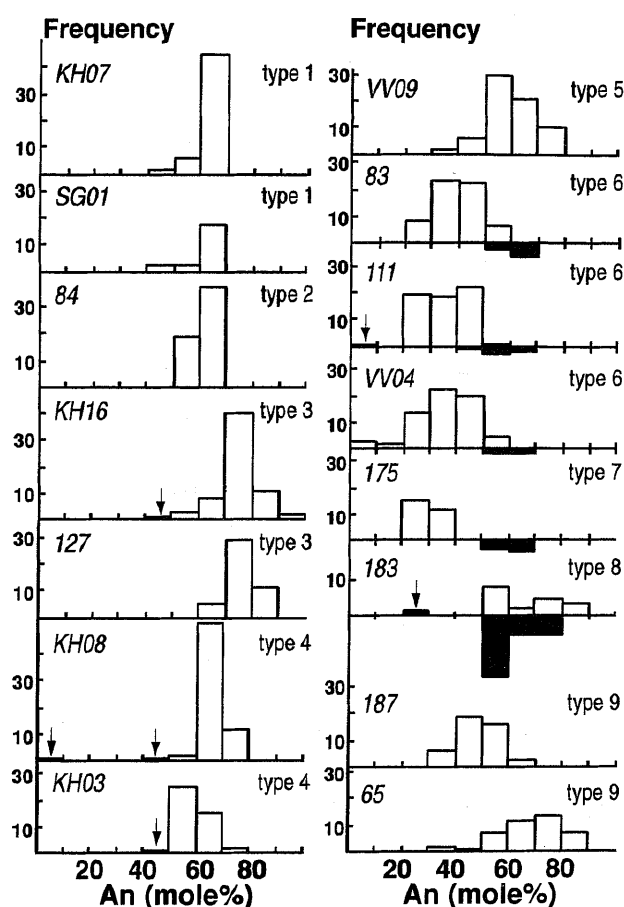 Frequency
KH07 type 1
30
10
SG01 type 1
30
10
84 type 2
30
10
KH16 type 3
30
10
127 type 3
30
10
KH08 type 4
30
10
KH03 type 4
30
10
20 40 60 80
An (mole%)
Frequency
VV09 type 5
30
10
83 type 6
30
10
111 type 6
30
10
VV04 type 6
30
10
175 type 7
30
10
183 type 8
10
30
187 type 9
10
30
65 type 9
10
20 40 60 80
An (mole%)